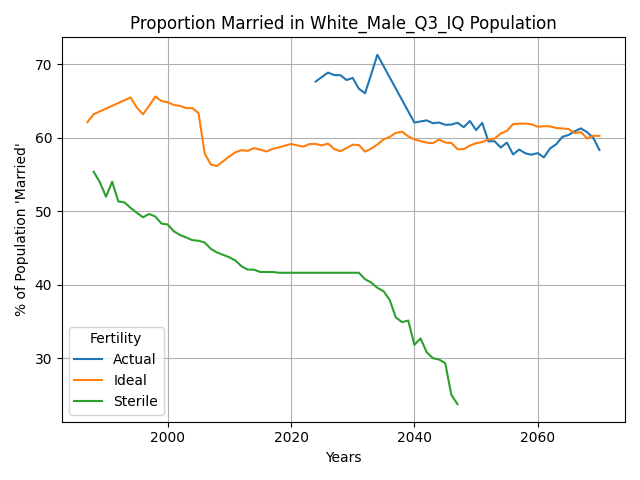 Proportion Married in White_Male_Q3_IQ Population
% of Population 'Married'
70
60
50
40
30
Fertility
Actual
Ideal
Sterile
2000 2020 2040 2060
Years